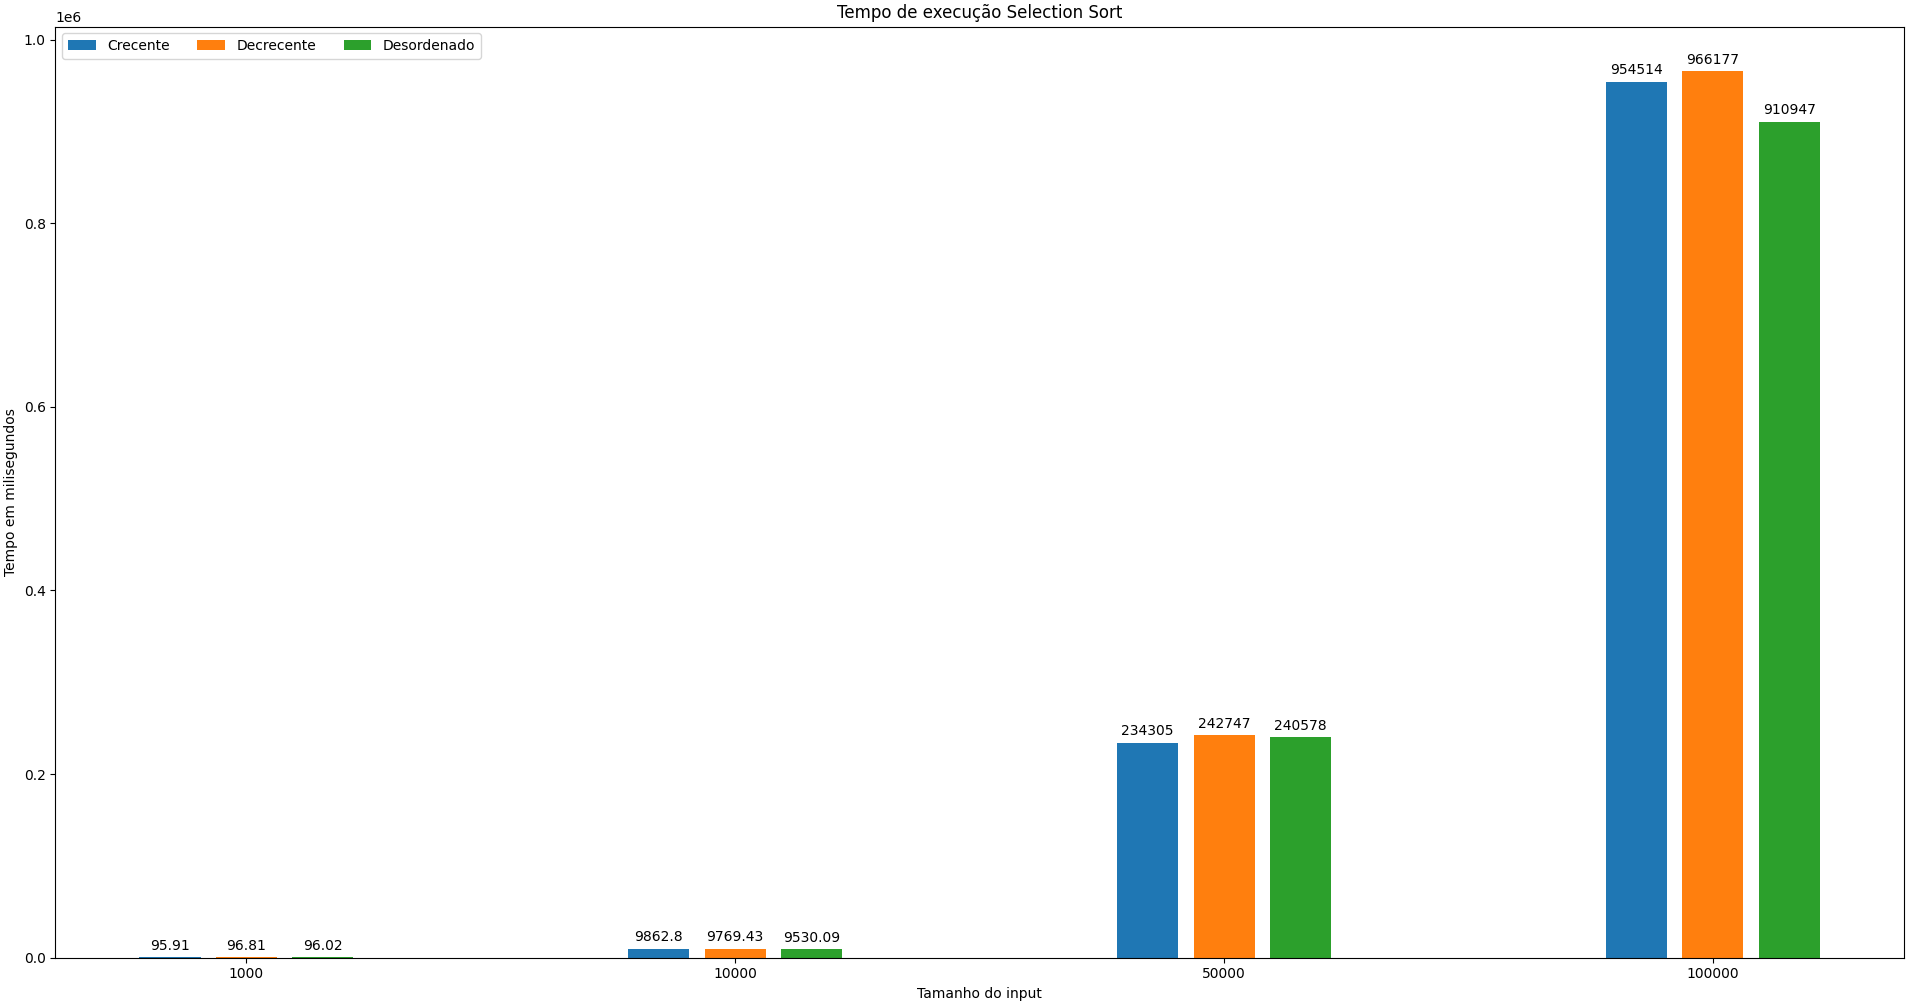 Tempo de execução Selection Sort
1e6
Crecente Decrecente Desordenado
1.0
0.8
0.6
0.4
0.2
0.0
Tempo em milisegundos
95.91 96.81 96.02
9862.8 9769.43 9530.09
234305 242747 240578
954514 966177 910947
1000 10000 50000 100000
Tamanho do input